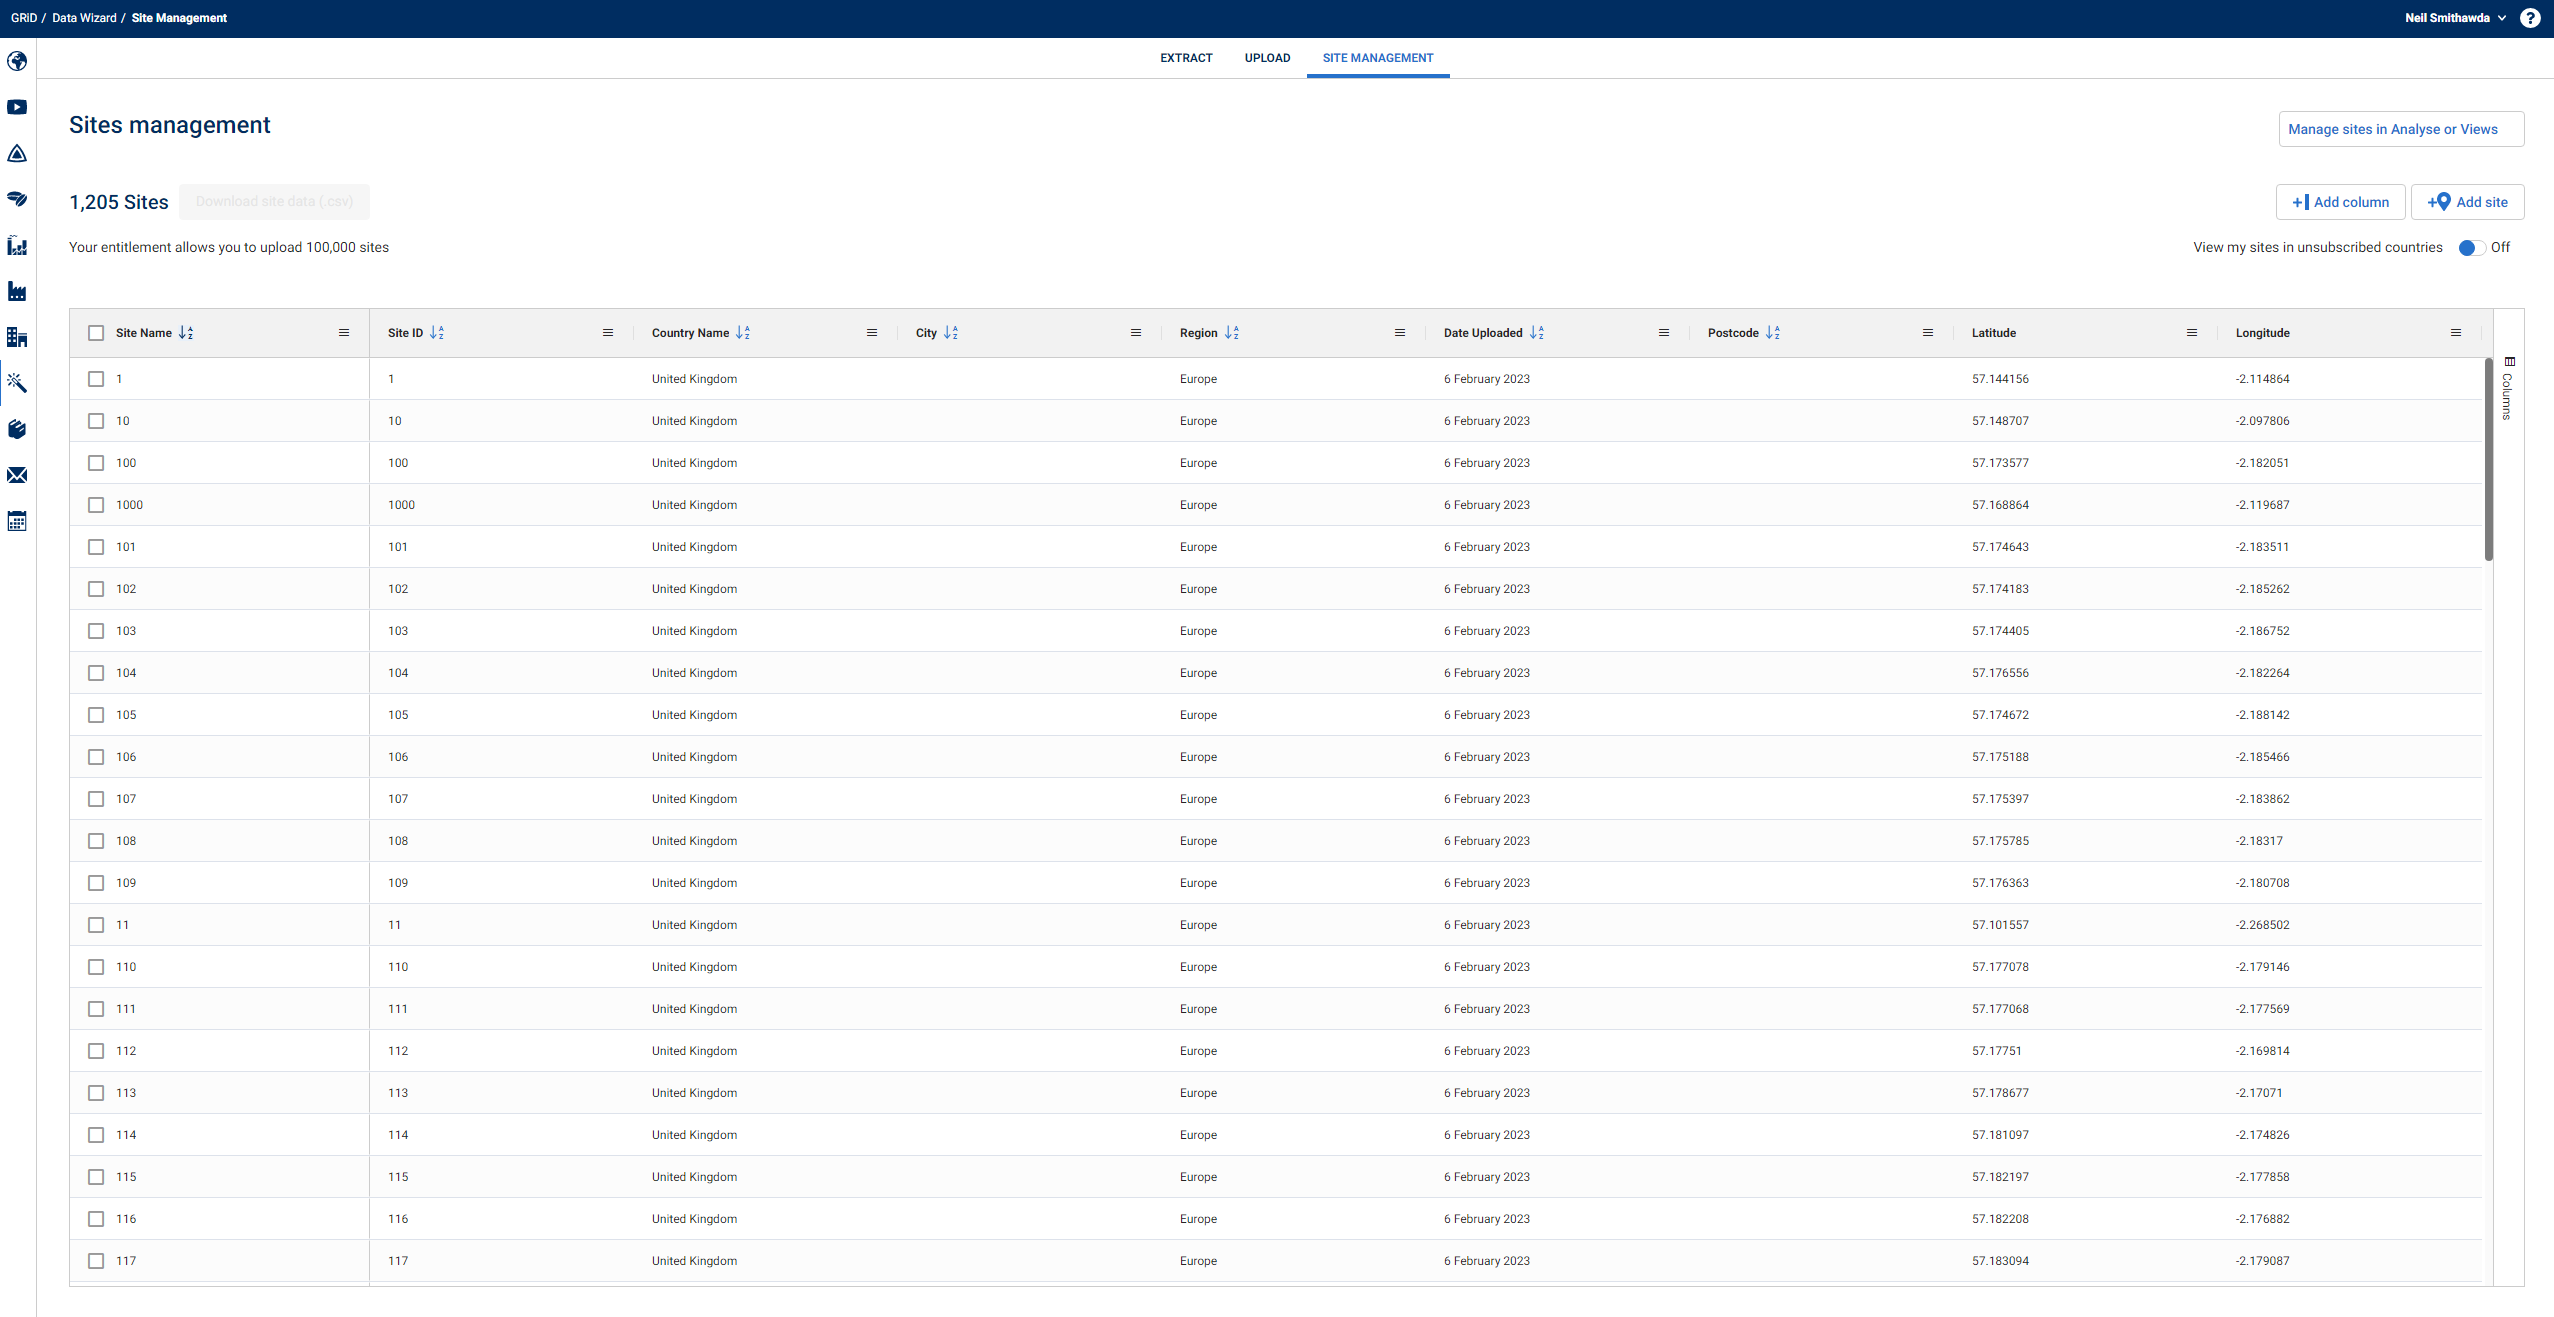 GRiD / Data Wizard / Site Management
Neil Smithawda
?
EXTRACT UPLOAD SITE MANAGEMENT
Sites management
Manage sites in Analyse or Views
1,205 Sites Download site data (.csv)
Add column Add site
Your entitlement allows you to upload 100,000 sites
View my sites in unsubscribed countries Off
Site Name Site ID Country Name City Region Date Uploaded Postcode Latitude Longitude
Columns
1 1 United Kingdom Europe 6 February 2023 57.144156 -2.114864
10 10 United Kingdom Europe 6 February 2023 57.148707 -2.097806
100 100 United Kingdom Europe 6 February 2023 57.173577 -2.182051
1000 1000 United Kingdom Europe 6 February 2023 57.168864 -2.119687
101 101 United Kingdom Europe 6 February 2023 57.174643 -2.183511
102 102 United Kingdom Europe 6 February 2023 57.174183 -2.185262
103 103 United Kingdom Europe 6 February 2023 57.174405 -2.186752
104 104 United Kingdom Europe 6 February 2023 57.176556 -2.182264
105 105 United Kingdom Europe 6 February 2023 57.174672 -2.188142
106 106 United Kingdom Europe 6 February 2023 57.175188 -2.185466
107 107 United Kingdom Europe 6 February 2023 57.175397 -2.183862
108 108 United Kingdom Europe 6 February 2023 57.175785 -2.18317
109 109 United Kingdom Europe 6 February 2023 57.176363 -2.180708
11 11 United Kingdom Europe 6 February 2023 57.101557 -2.268502
110 110 United Kingdom Europe 6 February 2023 57.177078 -2.179146
111 111 United Kingdom Europe 6 February 2023 57.177068 -2.177569
112 112 United Kingdom Europe 6 February 2023 57.17751 -2.169814
113 113 United Kingdom Europe 6 February 2023 57.178677 -2.17071
114 114 United Kingdom Europe 6 February 2023 57.181097 -2.174826
115 115 United Kingdom Europe 6 February 2023 57.182197 -2.177858
116 116 United Kingdom Europe 6 February 2023 57.182208 -2.176882
117 117 United Kingdom Europe 6 February 2023 57.183094 -2.179087